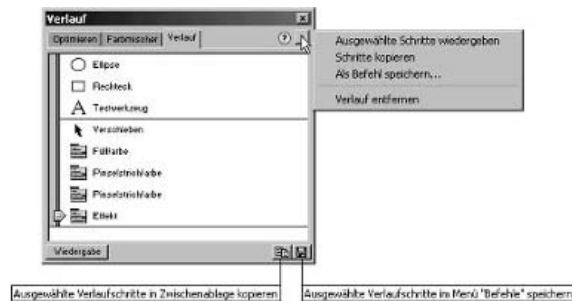 Verlauf
Optimieren Farbmischer Verlauf
Ellipse
Rechteck
Textwerkzeug
Verschieben
Füllfarbe
Pinselstrichfarbe
Pinselstrichfarbe
Effekt
Wiedergabe
Ausgewählte Schritte wiedergeben
Schritte kopieren
Als Befehl speichern...
Verlauf entfernen
Ausgewählte Verlaufschritte in Zwischenablage kopieren
Ausgewählte Verlaufschritte im Menü "Befehle" speichern